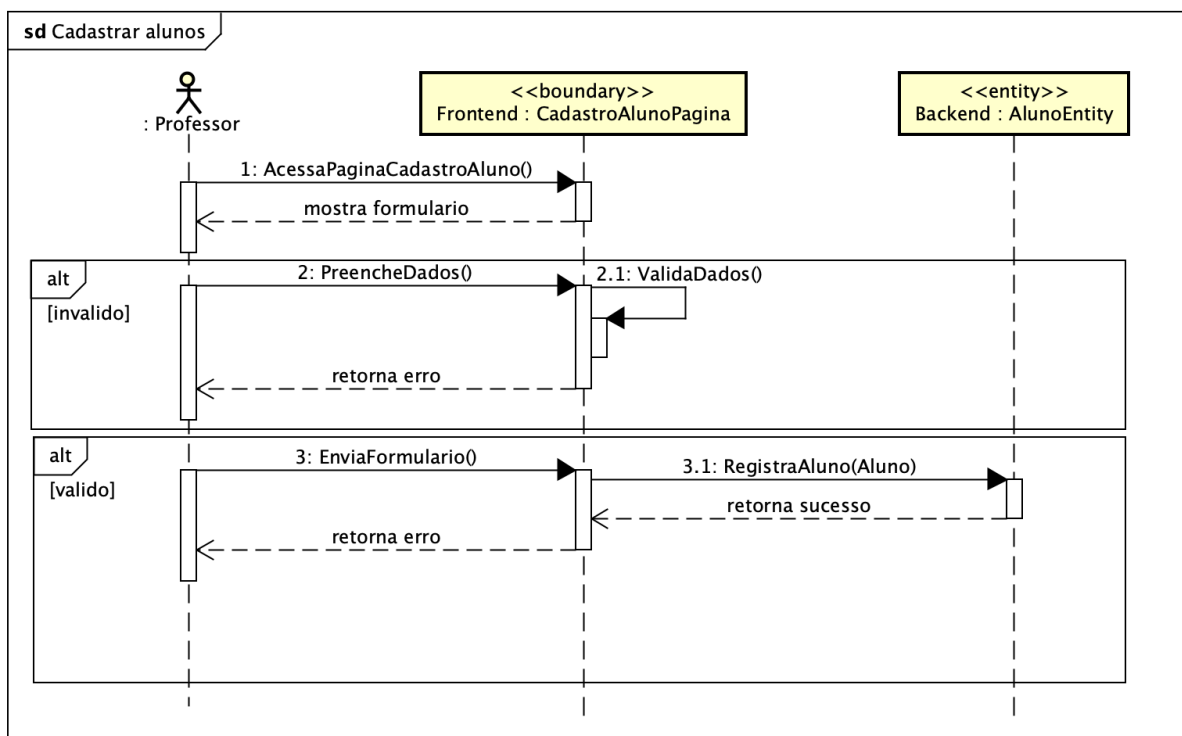 sd Cadastrar alunos
: Professor
<<boundary>>
Frontend : CadastroAlunoPagina
<<entity>>
Backend : AlunoEntity
1: AcessaPaginaCadastroAluno()
mostra formulario
alt
[invalido]
2: PreencheDados()
2.1: ValidaDados()
retorna erro
alt
[valido]
3: EnviaFormulario()
3.1: RegistraAluno(Aluno)
retorna sucesso
retorna erro